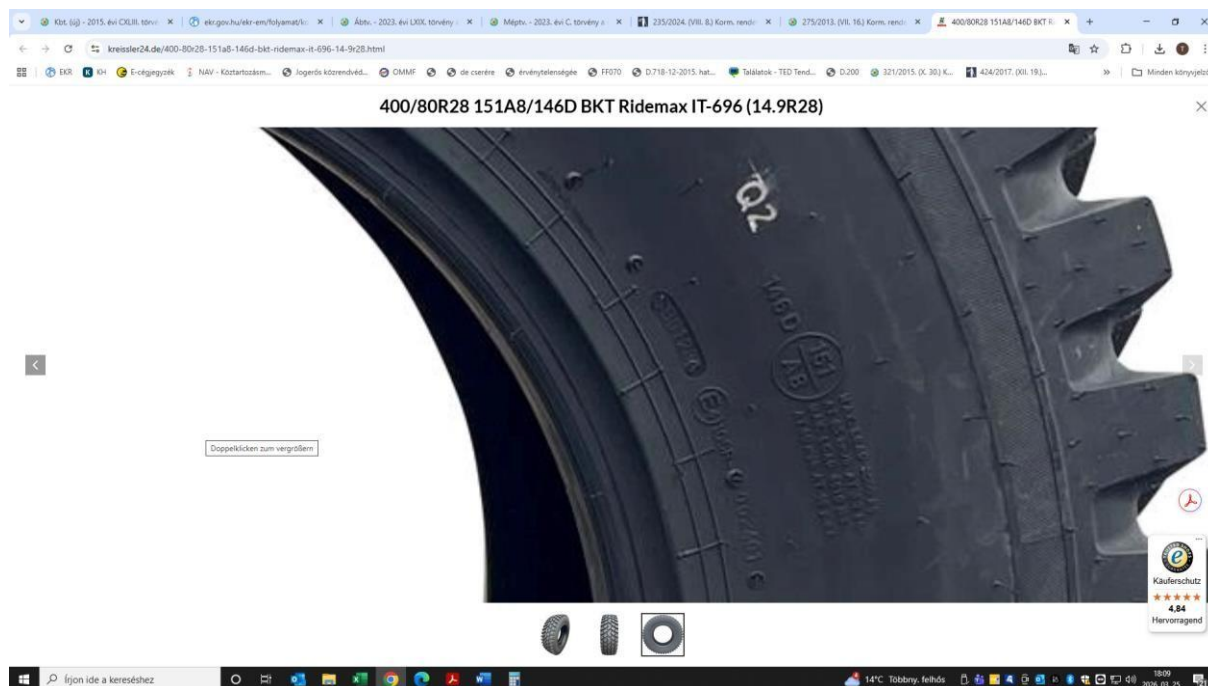 Kbt. (új) - 2015. évi CXLIII. törvé
ekr.gov.hu/ekr-em/folyamat/k
Ábtv. - 2023. évi LXIX. törvény
Méptv. - 2023. évi C. törvény a
235/2024. (VIII. 8.) Korm. rende
275/2013. (VII. 16.) Korm. rende
400/80R28 151A8/146D BKT R
kreissler24.de/400-80r28-151a8-146d-bkt-ridemax-it-696-14-9r28.html
EKR
KH
E-cégjegyzék
NAV - Köztartozásm...
Jogerős közrendvéd...
OMMF
de cserére
érvénytelensége
FF070
D.718-12-2015. hat...
Találatok - TED Tend...
D.200
321/2015. (X. 30.) K...
424/2017. (XII. 19.)...
Minden könyvjelző
400/80R28 151A8/146D BKT Ridemax IT-696 (14.9R28)
Q2
146D
151
A8
Doppelklicken zum vergrößern
Käuferschutz
4,84
Hervorragend
Írjon ide a kereséshez
14°C Többny. felhős
18:09
2026. 03. 25.
21